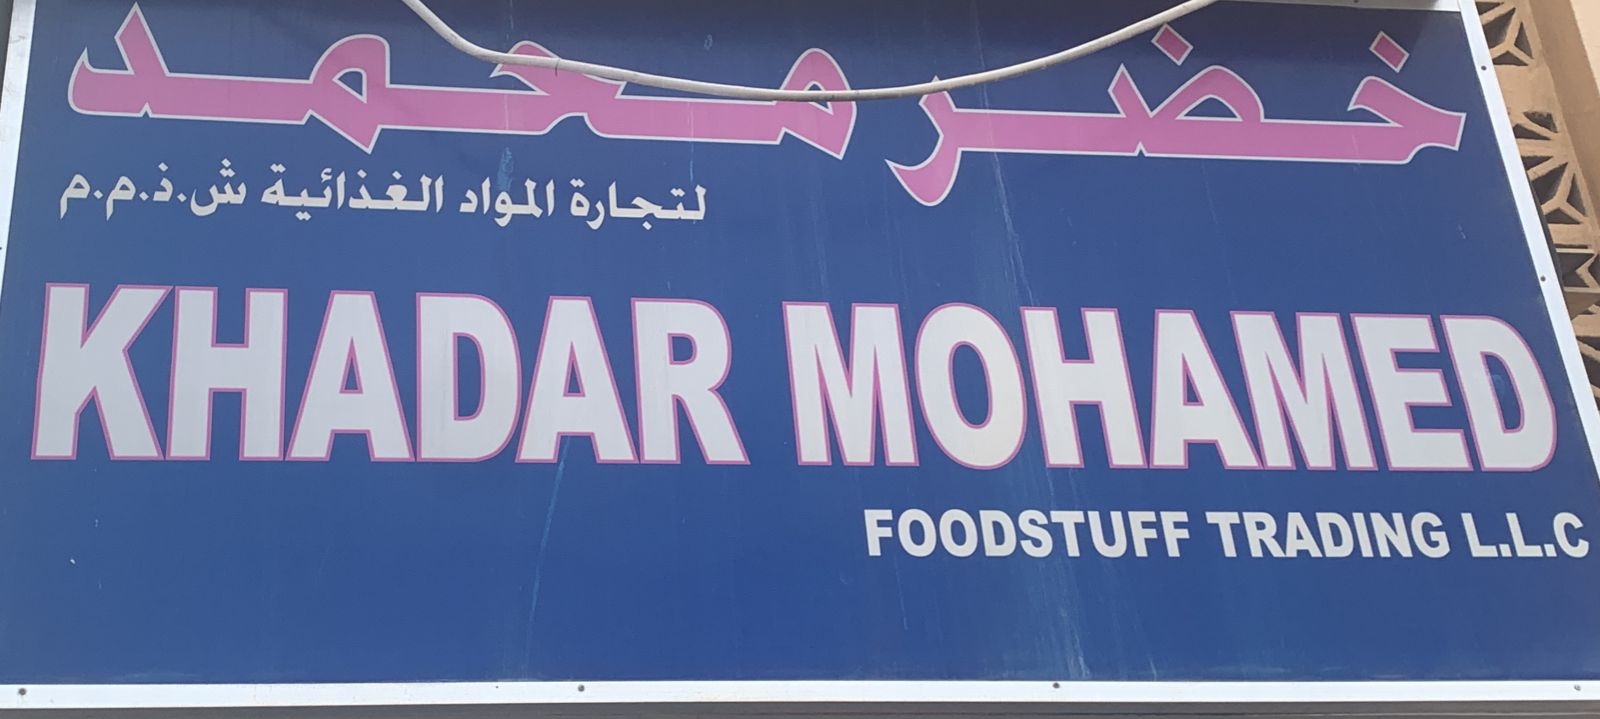 خضر محمد
لتجارة المواد الغذائية ش.ذ.م.م
KHADAR MOHAMED
FOODSTUFF TRADING L.L.C